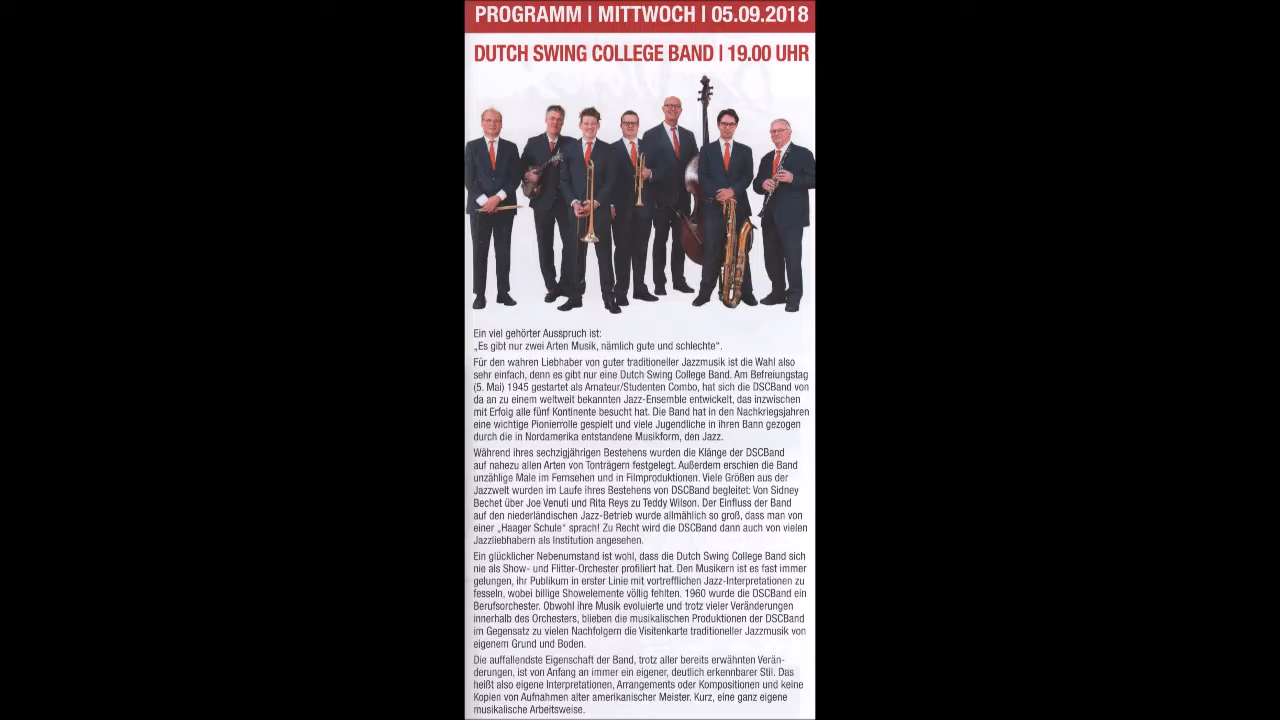 PROGRAMM | MITTWOCH | 05.09.2018
DUTCH SWING COLLEGE BAND | 19.00 UHR
Ein viel gehörter Ausspruch ist:
„Es gibt nur zwei Arten Musik, nämlich gute und schlechte“.
Für den wahren Liebhaber von guter traditioneller Jazzmusik ist die Wahl also
sehr einfach, denn es gibt nur eine Dutch Swing College Band. Am Befreiungstag
(5. Mai) 1945 gestartet als Amateur/Studenten Combo, hat sich die DSCBand von
da an zu einem weltweit bekannten Jazz-Ensemble entwickelt, das inzwischen
mit Erfolg alle fünf Kontinente besucht hat. Die Band hat in den Nachkriegsjahren
eine wichtige Pionierrolle gespielt und viele Jugendliche in ihren Bann gezogen
durch die in Nordamerika entstandene Musikform, den Jazz.
Während ihres sechzigjährigen Bestehens wurden die Klänge der DSCBand
auf nahezu allen Arten von Tonträgern festgelegt. Außerdem erschien die Band
unzählige Male im Fernsehen und in Filmproduktionen. Viele Größen aus der
Jazzwelt wurden im Laufe ihres Bestehens von DSCBand begleitet: Von Sidney
Bechet über Joe Venuti und Rita Reys zu Teddy Wilson. Der Einfluss der Band
auf den niederländischen Jazz-Betrieb wurde allmählich so groß, dass man von
einer „Haager Schule“ sprach! Zu Recht wird die DSCBand dann auch von vielen
Jazzliebhabern als Institution angesehen.
Ein glücklicher Nebenumstand ist wohl, dass die Dutch Swing College Band sich
nie als Show- und Flitter-Orchester profiliert hat. Den Musikern ist es fast immer
gelungen, ihr Publikum in erster Linie mit vortrefflichen Jazz-Interpretationen zu
fesseln, wobei billige Showelemente völlig fehlten. 1960 wurde die DSCBand ein
Berufsorchester. Obwohl ihre Musik evoluierte und trotz vieler Veränderungen
innerhalb des Orchesters, blieben die musikalischen Produktionen der DSCBand
im Gegensatz zu vielen Nachfolgern die Visitenkarte traditioneller Jazzmusik von
eigenem Grund und Boden.
Die auffallendste Eigenschaft der Band, trotz aller bereits erwähnten Verän-
derungen, ist von Anfang an immer ein eigener, deutlich erkennbarer Stil. Das
heißt also eigene Interpretationen, Arrangements oder Kompositionen und keine
Kopien von Aufnahmen alter amerikanischer Meister. Kurz, eine ganz eigene
musikalische Arbeitsweise.